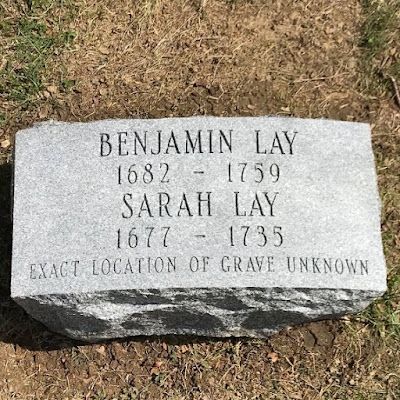 BENJAMIN LAY
1682 - 1759
SARAH LAY
1677 - 1735
EXACT LOCATION OF GRAVE UNKNOWN